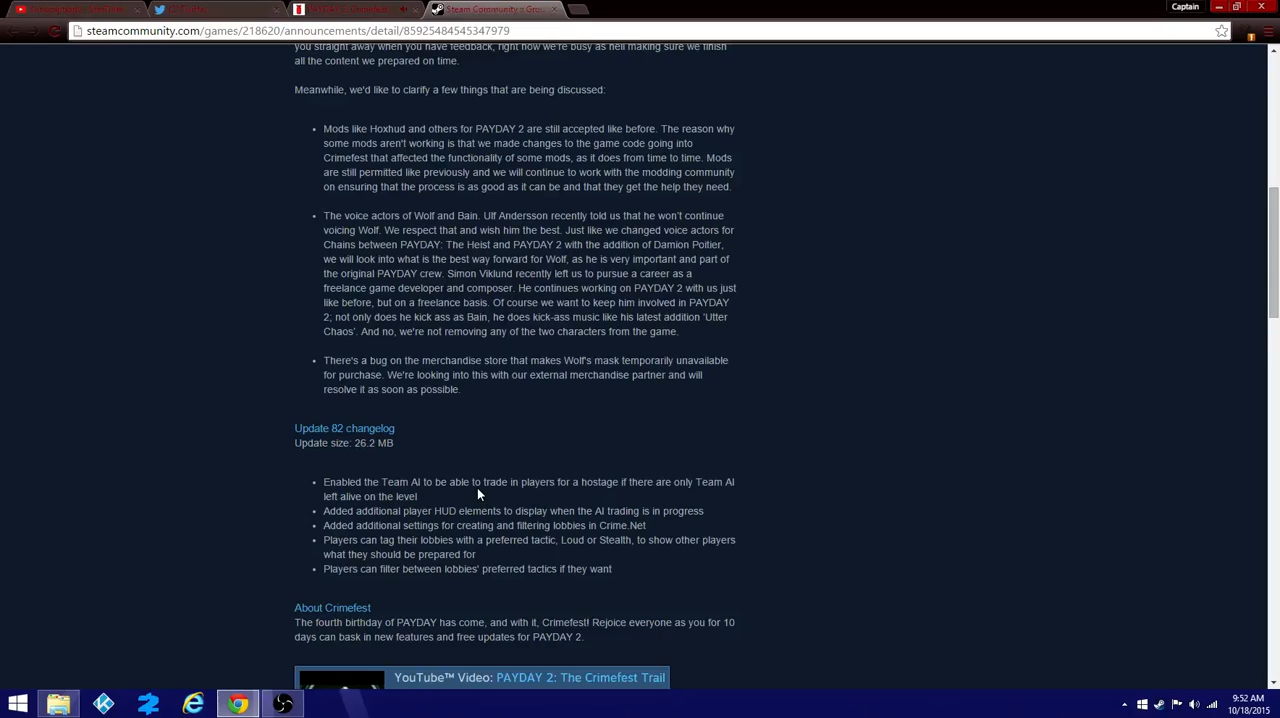 Steam Community :: Grou
Captain
steamcommunity.com/games/218620/announcements/detail/85925484545347979
you straight away when you have feedback, right now we're busy as hell making sure we finish
all the content we prepared on time.
Meanwhile, we'd like to clarify a few things that are being discussed:
• Mods like Hoxhud and others for PAYDAY 2 are still accepted like before. The reason why
some mods aren't working is that we made changes to the game code going into
Crimefest that affected the functionality of some mods, as it does from time to time. Mods
are still permitted like previously and we will continue to work with the modding community
on ensuring that the process is as good as it can be and that they get the help they need.
• The voice actors of Wolf and Bain. Ulf Andersson recently told us that he won't continue
voicing Wolf. We respect that and wish him the best. Just like we changed voice actors for
Chains between PAYDAY: The Heist and PAYDAY 2 with the addition of Damion Poitier,
we will look into what is the best way forward for Wolf, as he is very important and part of
the original PAYDAY crew. Simon Viklund recently left us to pursue a career as a
freelance game developer and composer. He continues working on PAYDAY 2 with us just
like before, but on a freelance basis. Of course we want to keep him involved in PAYDAY
2; not only does he kick ass as Bain, he does kick-ass music like his latest addition ‘Utter
Chaos’. And no, we're not removing any of the two characters from the game.
• There's a bug on the merchandise store that makes Wolf's mask temporarily unavailable
for purchase. We're looking into this with our external merchandise partner and will
resolve it as soon as possible.
Update 82 changelog
Update size: 26.2 MB
• Enabled the Team AI to be able to trade in players for a hostage if there are only Team AI
left alive on the level
• Added additional player HUD elements to display when the AI trading is in progress
• Added additional settings for creating and filtering lobbies in Crime.Net
• Players can tag their lobbies with a preferred tactic, Loud or Stealth, to show other players
what they should be prepared for
• Players can filter between lobbies' preferred tactics if they want
About Crimefest
The fourth birthday of PAYDAY has come, and with it, Crimefest! Rejoice everyone as you for 10
days can bask in new features and free updates for PAYDAY 2.
YouTube™ Video: PAYDAY 2: The Crimefest Trail
9:52 AM
10/18/2015